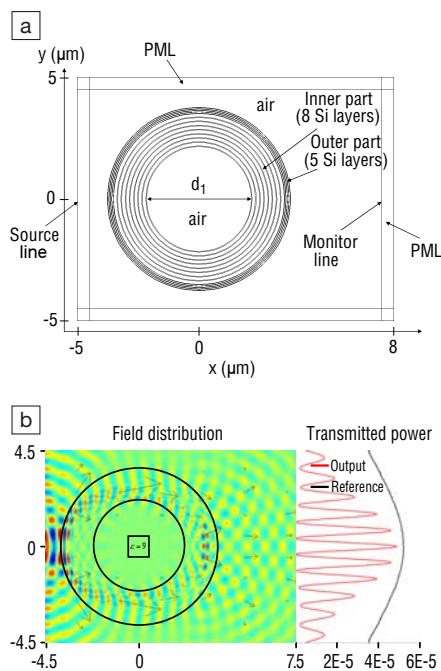 a
y (µm)
PML
5
air
Inner part
(8 Si layers)
Outer part
(5 Si layers)
d1
0
air
Source
line
Monitor
line
PML
-5
-5
0
8
x (µm)
b
Field distribution
Transmitted power
4.5
Output
Reference
0
ε = 9
-4.5
-4.5
0
7.5
2E-5
4E-5
6E-5